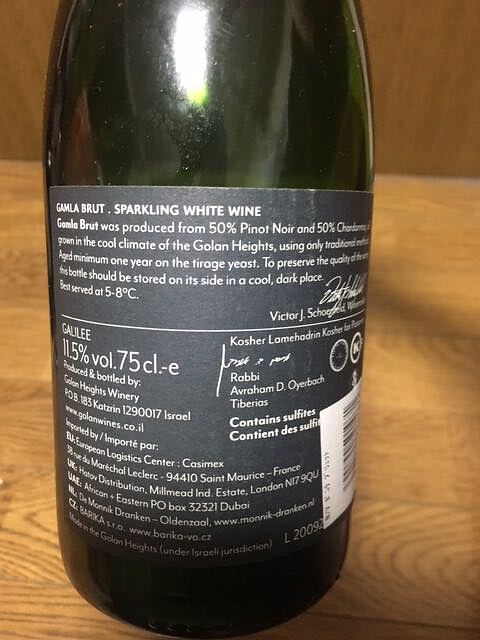 GAMLA BRUT . SPARKLING WHITE WINE
Gamla Brut was produced from 50% Pinot Noir and 50% Chardonnay,
grown in the cool climate of the Golan Heights, using only traditional
Aged minimum one year on the tirage yeast. To preserve the quality of the
this bottle should be stored on its side in a cool, dark place.
Best served at 5-8°C.
Victor J. Schoenfeld,
GALILEE
11.5% vol.75cl.-e
Produced & bottled by:
Golan Heights Winery
P.O.B. 183 Katzrin 1290017 Israel
www.golanwines.co.il
Kosher Lamehadrin Kosher for
Rabbi
Avraham D. Oyerbach
Tiberias
Contains sulfites
Contient des
Imported by / Importé par:
EU: European Logistics Center : Casimex
38 rue du Maréchal Leclerc - 94410 Saint Maurice – France
UK: Hatov Distribution, Millmead Ind. Estate, London N17 9QU
UAE: African + Eastern PO box 32321 Dubai
NL: De Monnik Dranken – Oldenzaal, www.monnik-dranken.nl
CZ: BARIKA s.r.o. www.barika-vo.cz
Made in the Golan Heights (under Israeli jurisdiction)